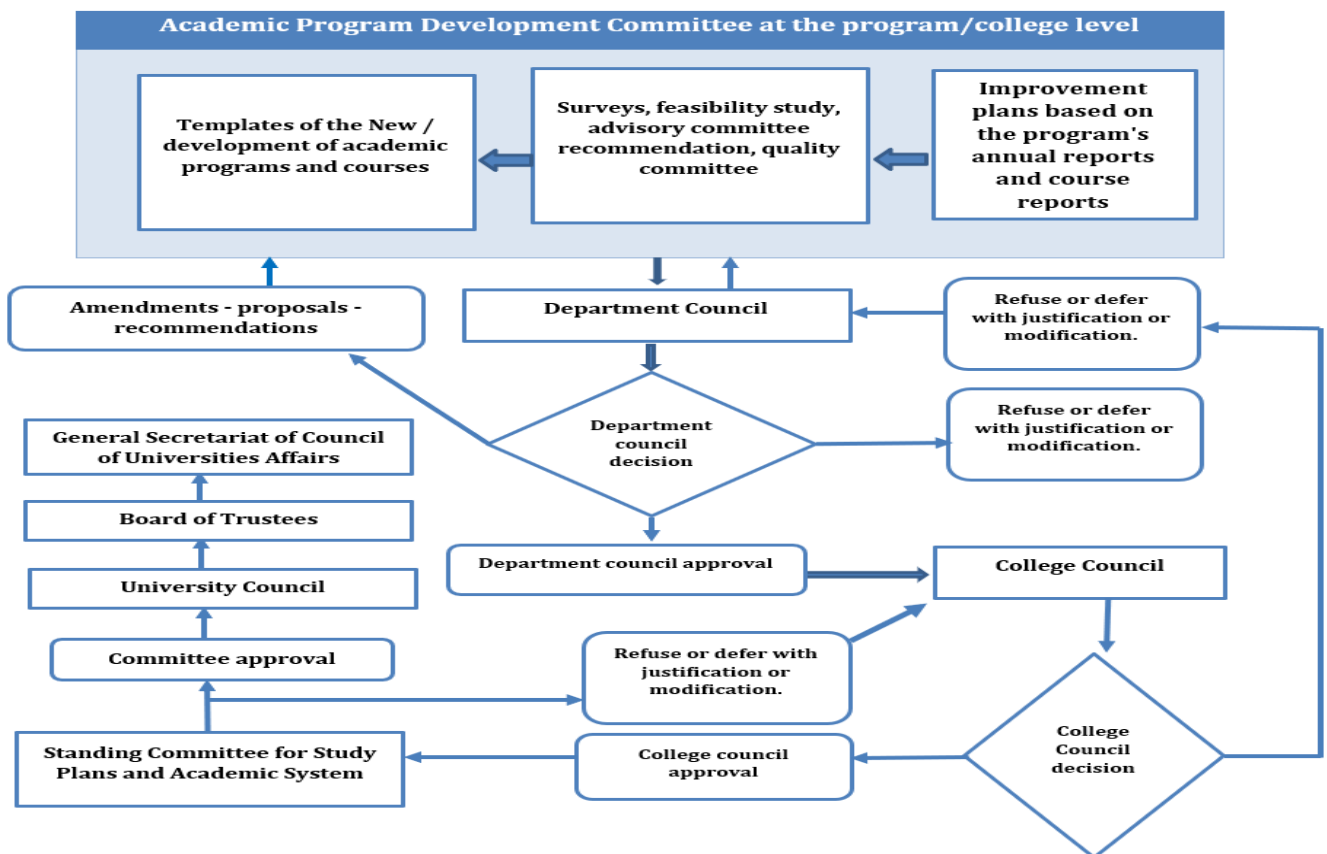 Academic Program Development Committee at the program/college level
Templates of the New /
development of academic
programs and courses
Surveys, feasibility study,
advisory committee
recommendation, quality
committee
Improvement
plans based on
the program's
annual reports
and course
reports
Amendments - proposals -
recommendations
Department Council
Refuse or defer
with justification or
modification.
Department
council
decision
Refuse or defer
with justification or
modification.
General Secretariat of Council
of Universities Affairs
Board of Trustees
Department council approval
College Council
University Council
Committee approval
Refuse or defer with
justification or
modification.
Standing Committee for Study
Plans and Academic System
College council
approval
College
Council
decision